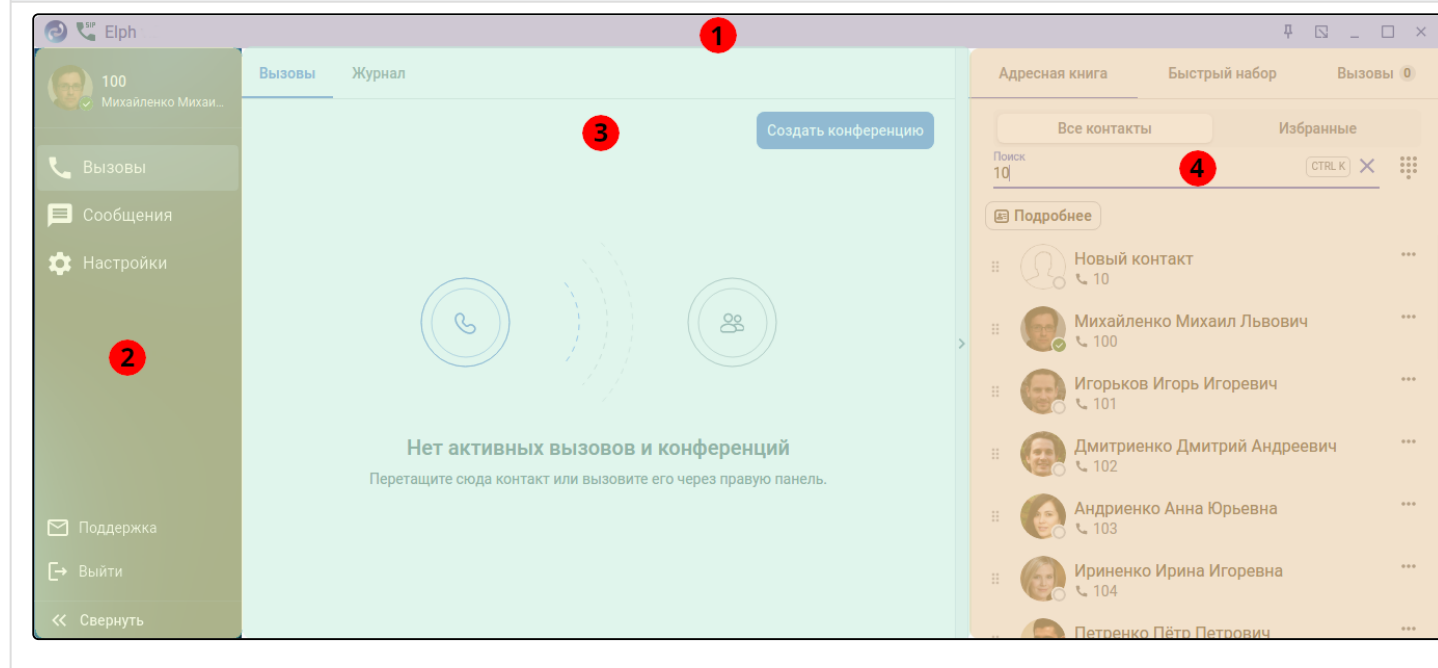 SIP
Elph
1
100
Михайленко Михаи...
Вызовы
Сообщения
Настройки
2
Поддержка
Выйти
Свернуть
Вызовы Журнал
3
Создать конференцию
Нет активных вызовов и конференций
Перетащите сюда контакт или вызовите его через правую панель.
Адресная книга Быстрый набор Вызовы 0
Все контакты Избранные
Поиск
10
4
CTRL K
Подробнее
Новый контакт
10
Михайленко Михаил Львович
100
Игорьков Игорь Игоревич
101
Дмитриенко Дмитрий Андреевич
102
Андриенко Анна Юрьевна
103
Ириненко Ирина Игоревна
104
Петренко Пётр Петрович